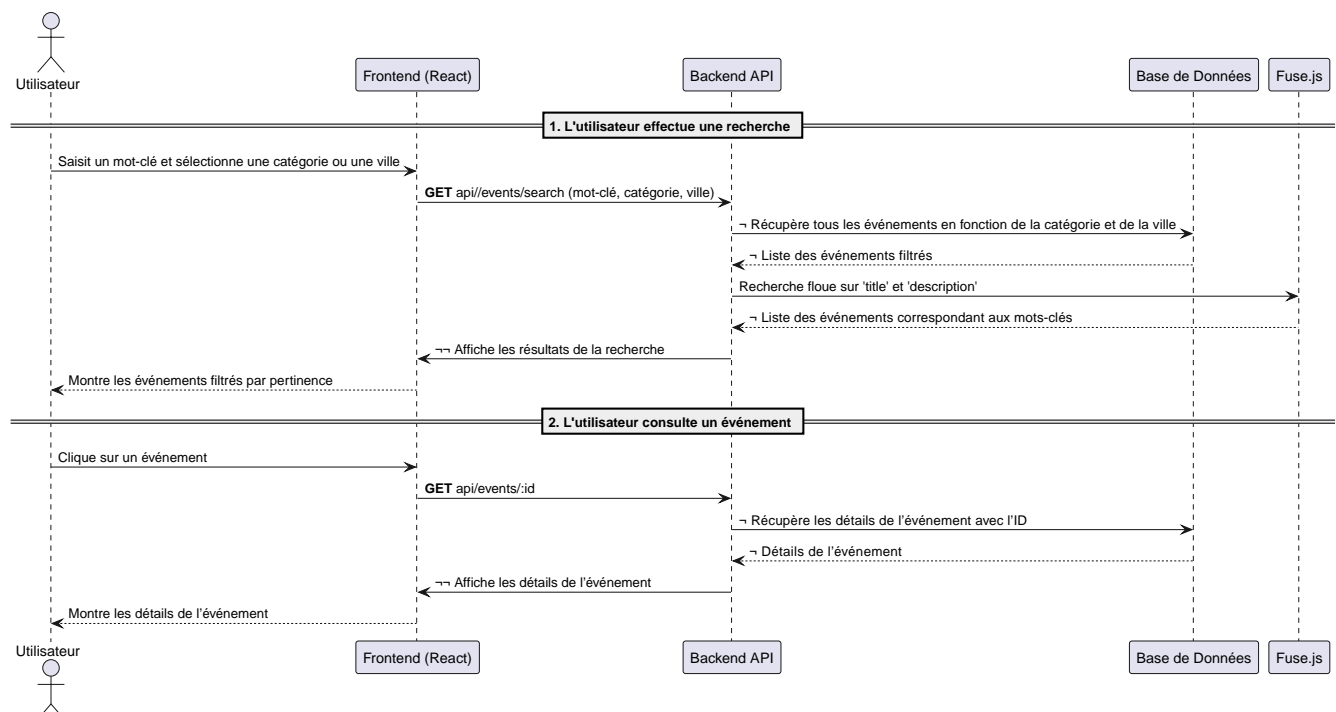 Utilisateur
Frontend (React)
Backend API
Base de Données
Fuse.js
1. L'utilisateur effectue une recherche
Saisit un mot-clé et sélectionne une catégorie ou une ville
GET api//events/search (mot-clé, catégorie, ville)
¬ Récupère tous les événements en fonction de la catégorie et de la ville
¬ Liste des événements filtrés
Recherche floue sur 'title' et 'description'
¬ Liste des événements correspondant aux mots-clés
¬¬ Affiche les résultats de la recherche
Montre les événements filtrés par pertinence
2. L'utilisateur consulte un événement
Clique sur un événement
GET api/events/:id
¬ Récupère les détails de l'événement avec l'ID
¬ Détails de l'événement
¬¬ Affiche les détails de l'événement
Montre les détails de l'événement
Utilisateur
Frontend (React)
Backend API
Base de Données
Fuse.js